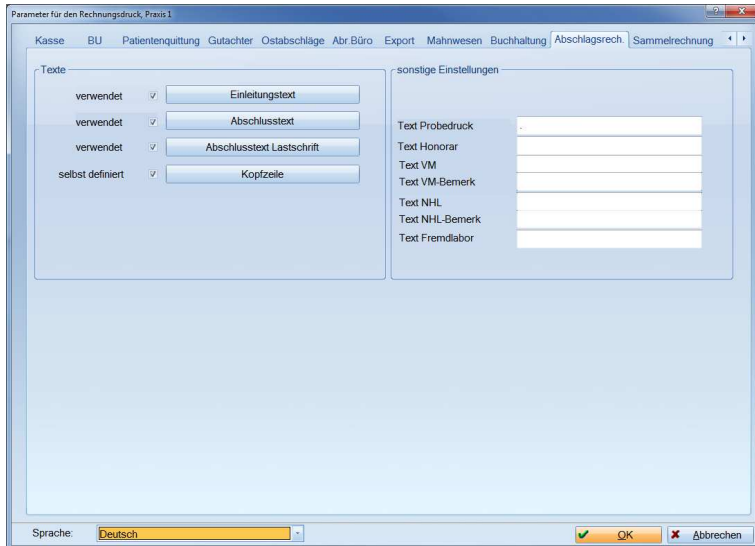 Parameter für den Rechnungsdruck, Praxis 1
Kasse BU Patientenquittung Gutachter Ostabschläge Abr.Büro Export Mahnwesen Buchhaltung Abschlagsrech. Sammelrechnung
Texte
verwendet Einleitungstext
verwendet Abschlusstext
verwendet Abschlusstext Lastschrift
selbst definiert Kopfzeile
sonstige Einstellungen
Text Probedruck .
Text Honorar
Text VM
Text VM-Bemerk
Text NHL
Text NHL-Bemerk
Text Fremdlabor
Sprache: Deutsch
OK Abbrechen